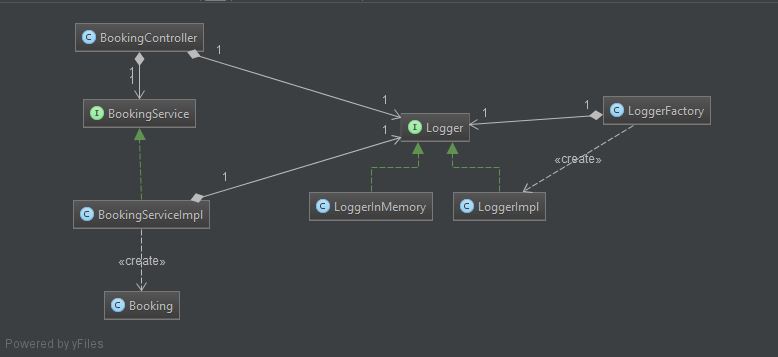 C BookingController
1
1
1
1
I BookingService
1
1
C LoggerFactory
I Logger
1
1
«create»
1
C BookingServiceImpl
C LoggerInMemory
C LoggerImpl
«create»
C Booking
Powered by yFiles